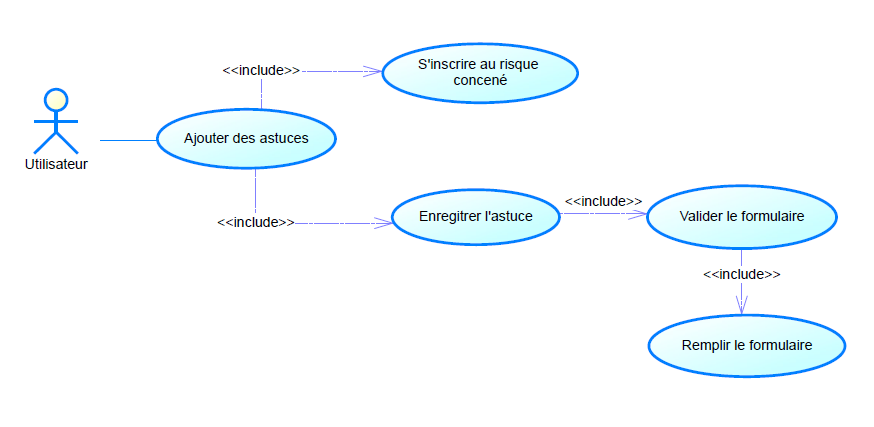 S'inscrire au risque
concené
<<include>>
Ajouter des astuces
Utilisateur
<<include>>
Enregitrer l'astuce
<<include>>
Valider le formulaire
<<include>>
Remplir le formulaire